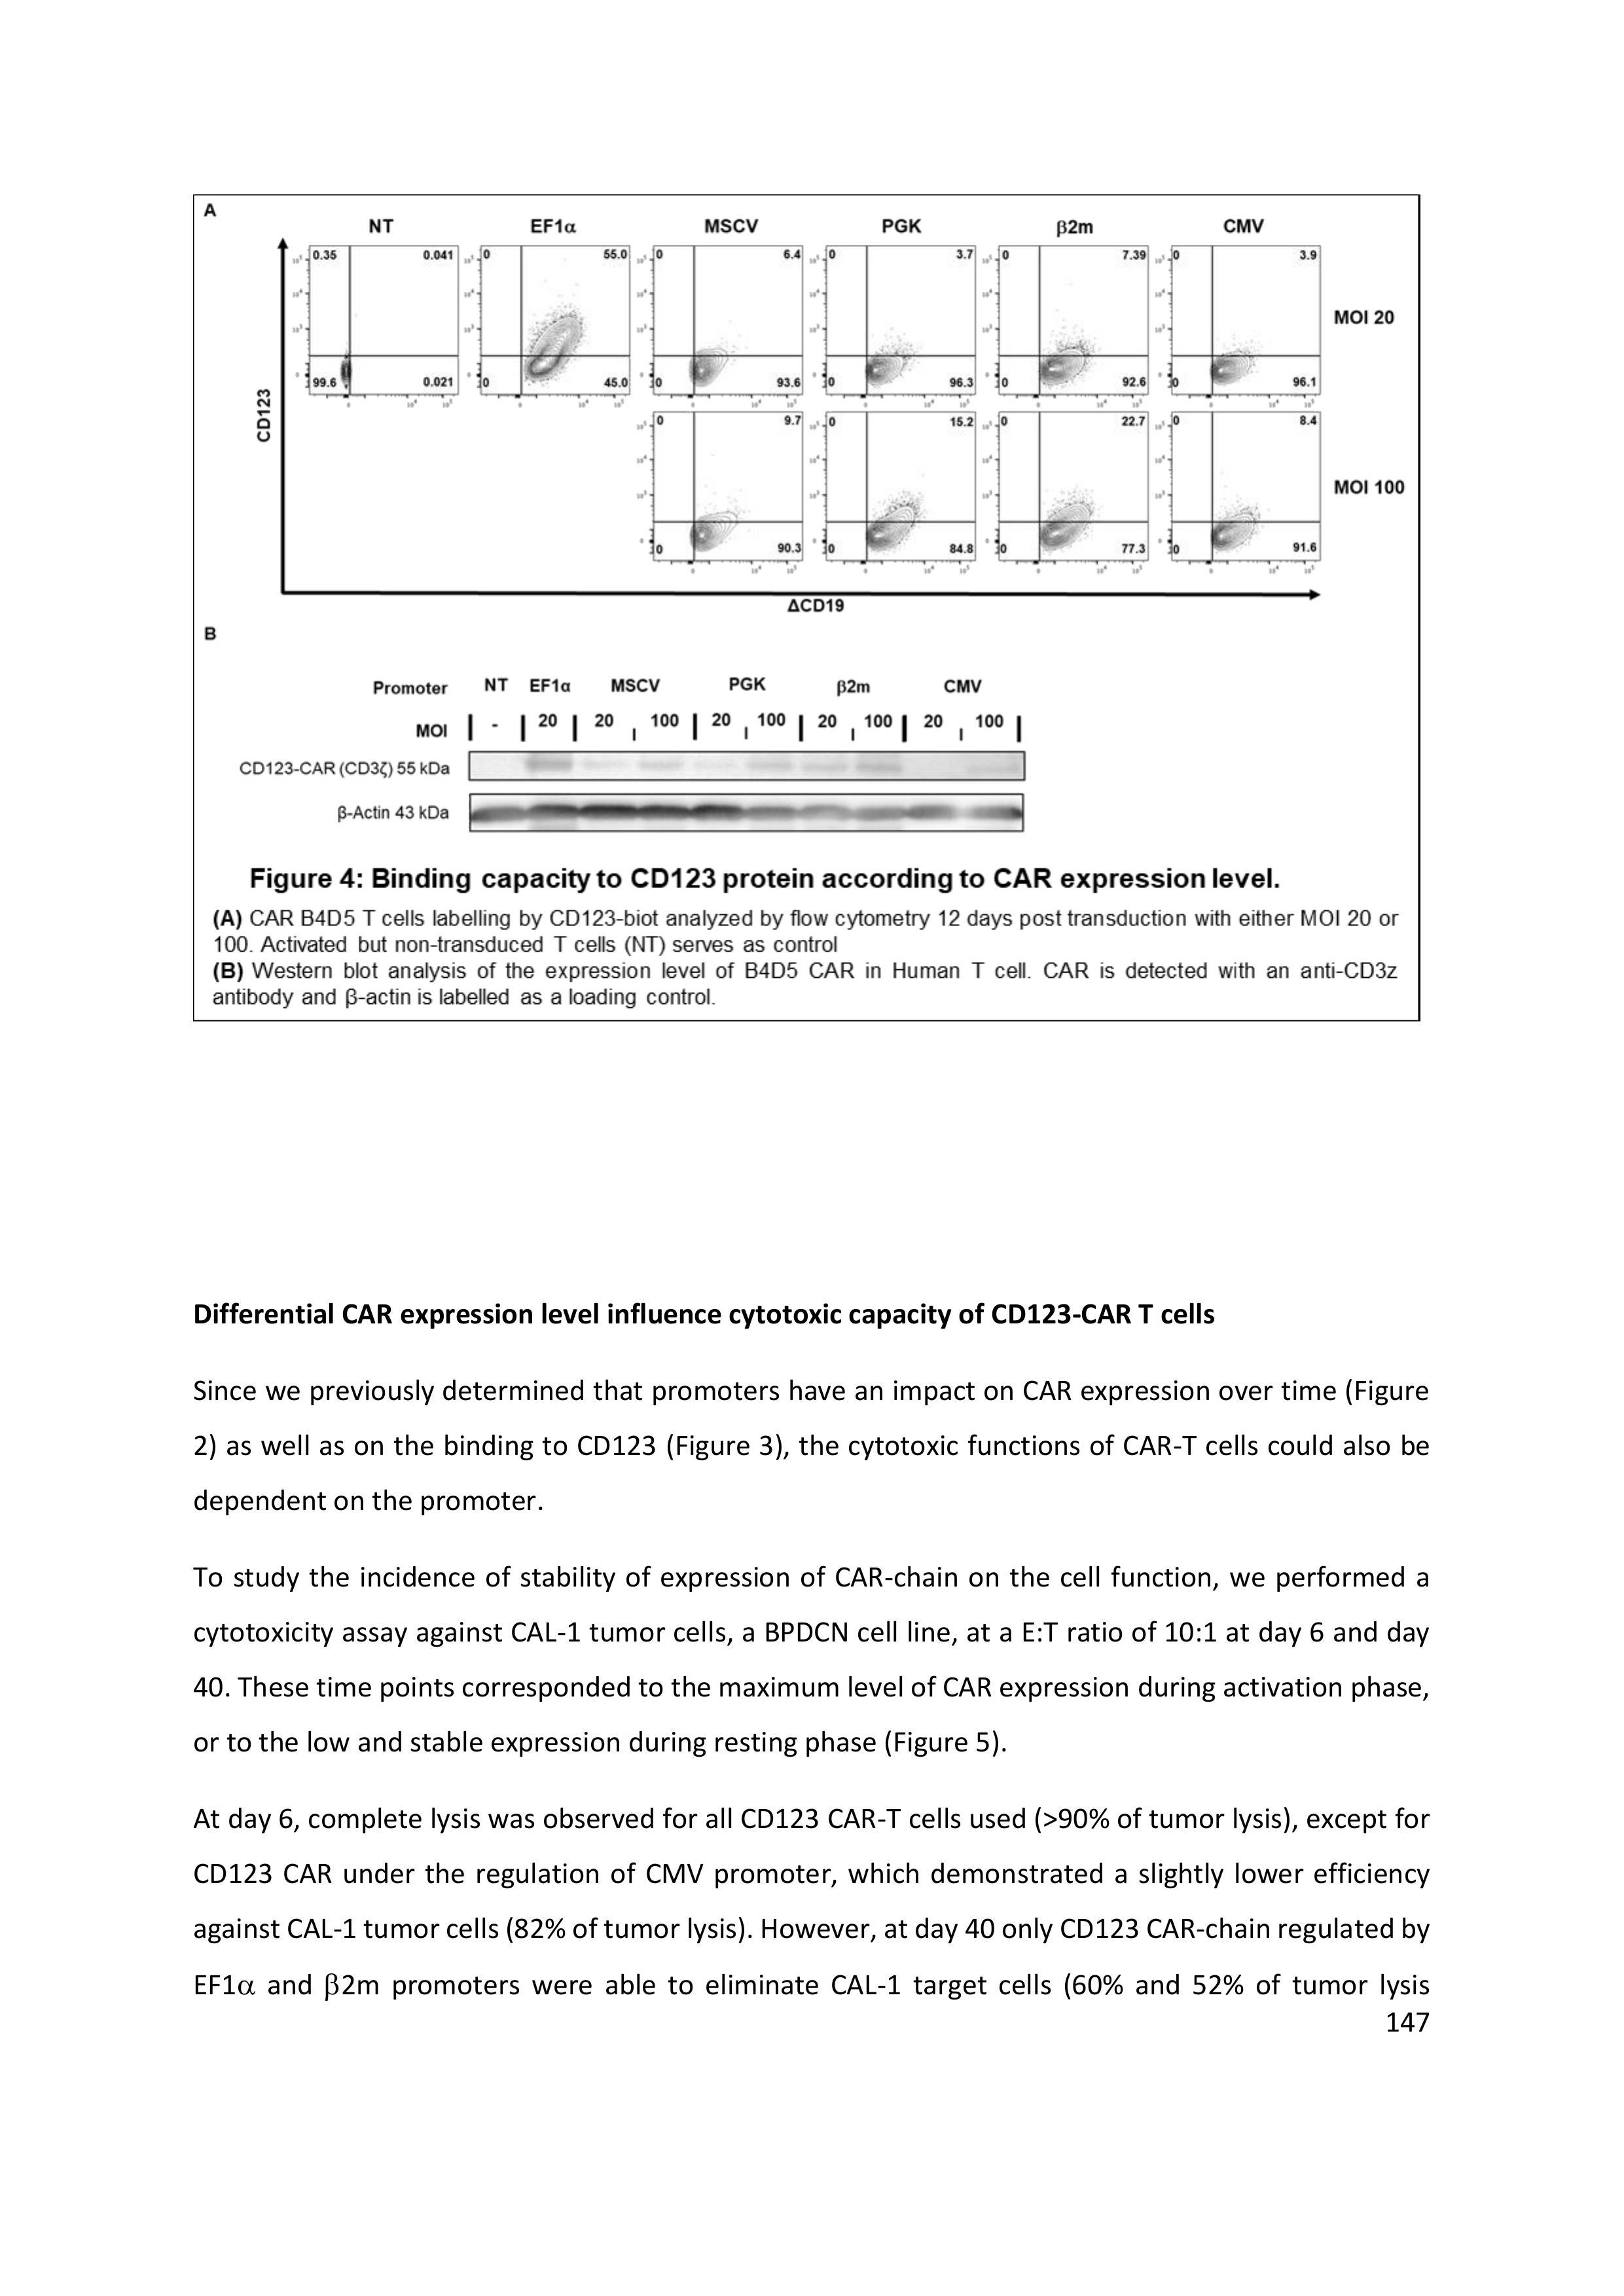 A
NT EF1α MSCV PGK β2m CMV
0.35 0.041 0 55.0 0 6.4 0 3.7 0 7.39 0 3.9
MOI 20
99.6 0.021 0 45.0 0 93.6 0 96.3 0 92.6 0 96.1
CD123
0 9.7 0 15.2 0 22.7 0 8.4
MOI 100
0 90.3 0 84.8 0 77.3 0 91.6
ΔCD19
B
Promoter NT EF1α MSCV PGK β2m CMV
MOI - 20 20 100 20 100 20 100 20 100
CD123-CAR (CD3ζ) 55 kDa
β-Actin 43 kDa
Figure 4: Binding capacity to CD123 protein according to CAR expression level.
(A) CAR B4D5 T cells labelling by CD123-biot analyzed by flow cytometry 12 days post transduction with either MOI 20 or
100. Activated but non-transduced T cells (NT) serves as control
(B) Western blot analysis of the expression level of B4D5 CAR in Human T cell. CAR is detected with an anti-CD3z
antibody and β-actin is labelled as a loading control.
Differential CAR expression level influence cytotoxic capacity of CD123-CAR T cells
Since we previously determined that promoters have an impact on CAR expression over time (Figure
2) as well as on the binding to CD123 (Figure 3), the cytotoxic functions of CAR-T cells could also be
dependent on the promoter.
To study the incidence of stability of expression of CAR-chain on the cell function, we performed a
cytotoxicity assay against CAL-1 tumor cells, a BPDCN cell line, at a E:T ratio of 10:1 at day 6 and day
40. These time points corresponded to the maximum level of CAR expression during activation phase,
or to the low and stable expression during resting phase (Figure 5).
At day 6, complete lysis was observed for all CD123 CAR-T cells used (>90% of tumor lysis), except for
CD123 CAR under the regulation of CMV promoter, which demonstrated a slightly lower efficiency
against CAL-1 tumor cells (82% of tumor lysis). However, at day 40 only CD123 CAR-chain regulated by
EF1α and β2m promoters were able to eliminate CAL-1 target cells (60% and 52% of tumor lysis
147